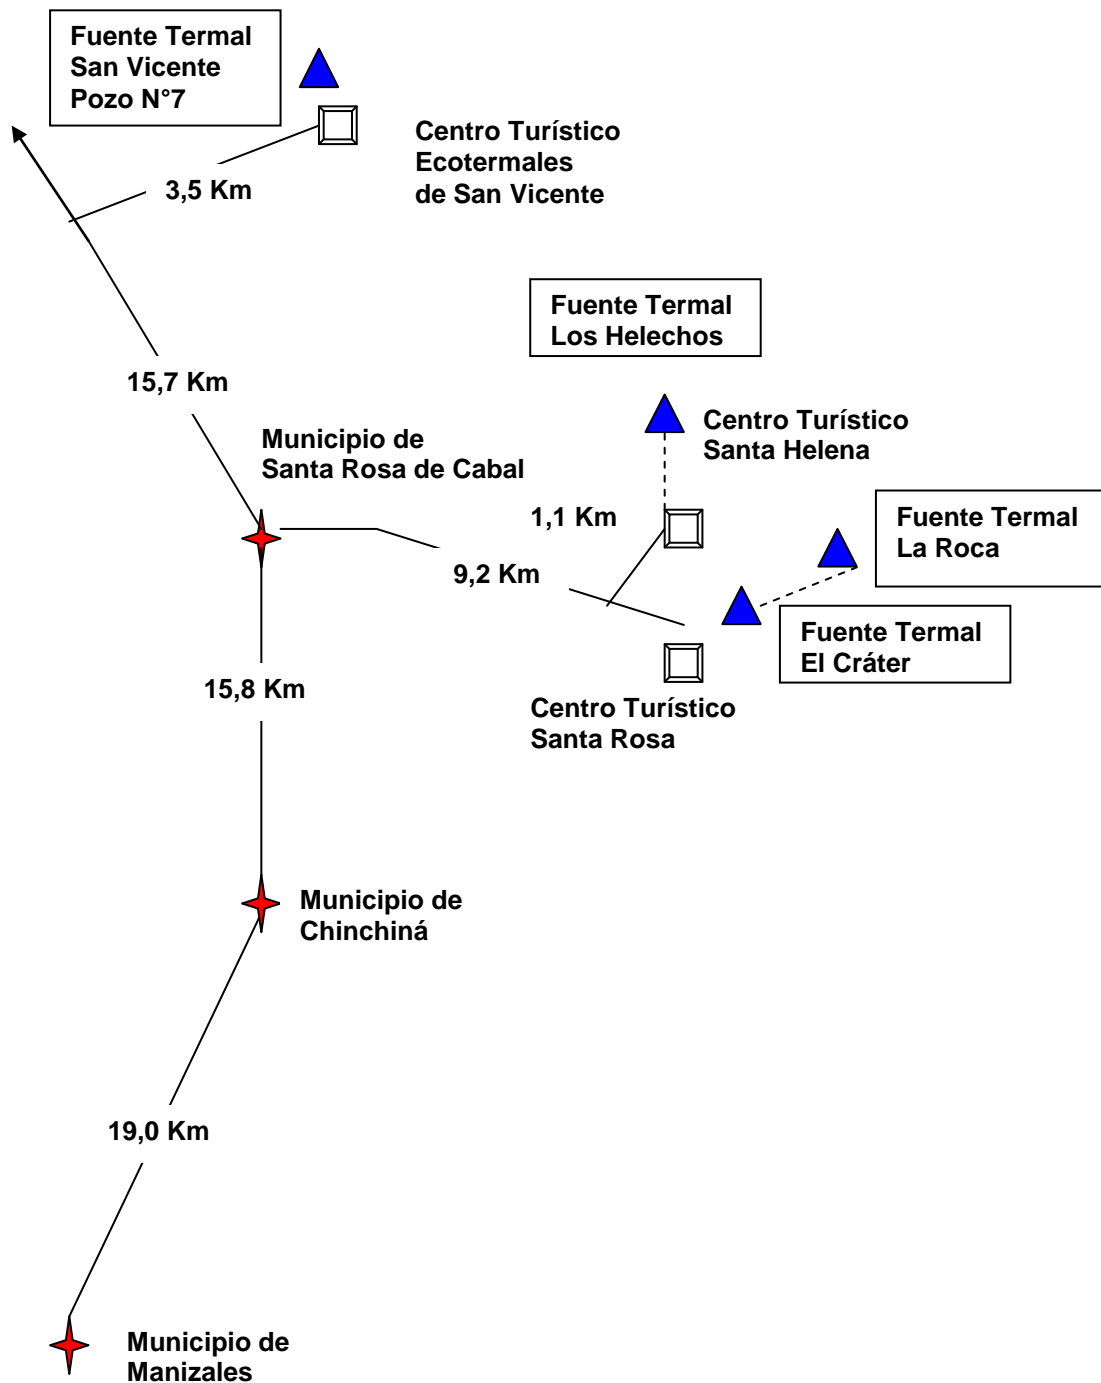 Fuente Termal
San Vicente
Pozo N°7
Centro Turístico
Ecotermales
de San Vicente
3,5 Km
Fuente Termal
Los Helechos
15,7 Km
Municipio de
Santa Rosa de Cabal
Centro Turístico
Santa Helena
1,1 Km
Fuente Termal
La Roca
9,2 Km
Fuente Termal
El Cráter
15,8 Km
Centro Turístico
Santa Rosa
Municipio de
Chinchiná
19,0 Km
Municipio de
Manizales